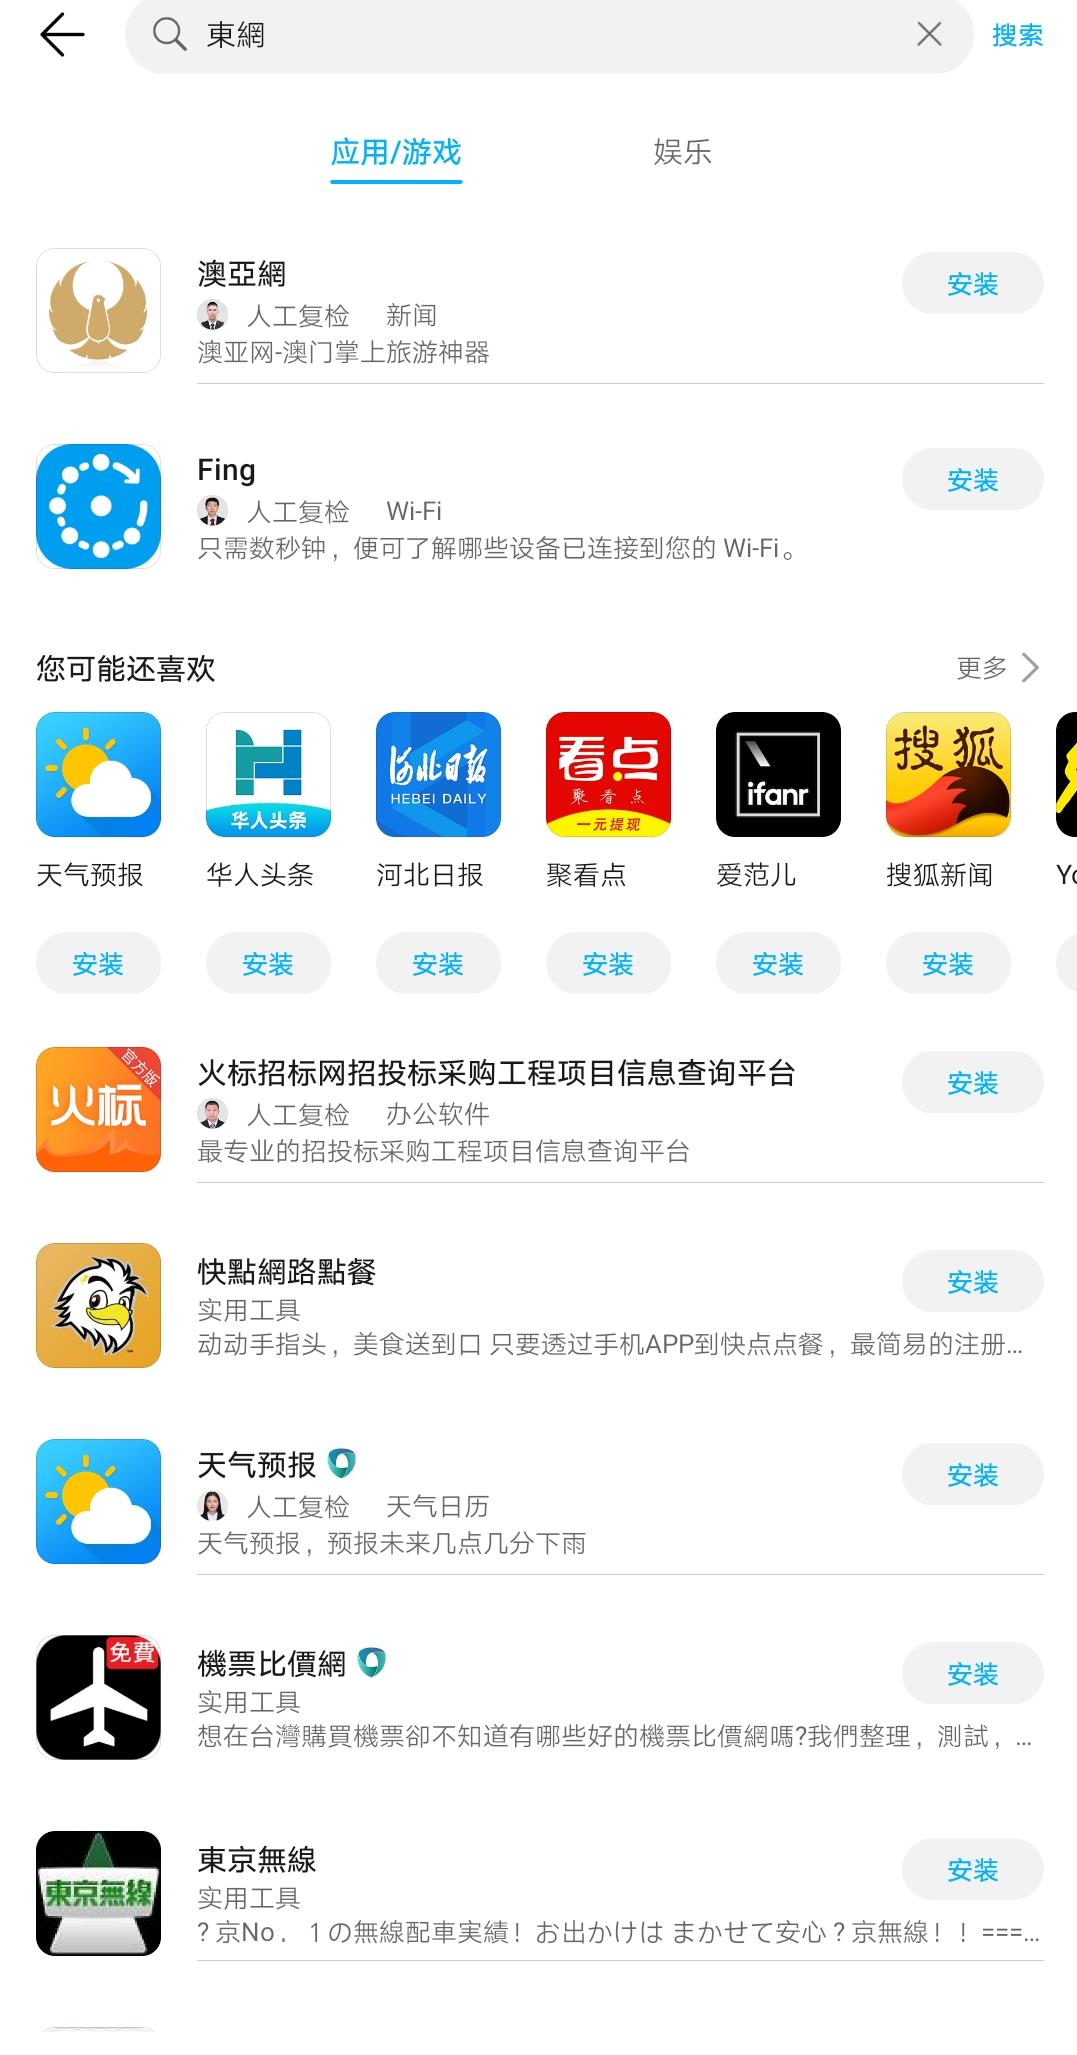 東網
搜索
应用/游戏
娱乐
澳亞網
安装
人工复检 新闻
澳亚网-澳门掌上旅游神器
Fing
安装
人工复检 Wi-Fi
只需数秒钟，便可了解哪些设备已连接到您的 Wi-Fi。
您可能还喜欢
更多
华人头条
河北日报
HEBEI DAILY
看点
聚看点
一元提现
ifanr
搜狐
天气预报
华人头条
河北日报
聚看点
爱范儿
搜狐新闻
安装
安装
安装
安装
安装
安装
官方版
火标
火标招标网招投标采购工程项目信息查询平台
安装
人工复检 办公软件
最专业的招投标采购工程项目信息查询平台
快點網路點餐
安装
实用工具
动动手指头，美食送到口 只要透过手机APP到快点点餐，最简易的注册...
天气预报
安装
人工复检 天气日历
天气预报，预报未来几点几分下雨
免費
機票比價網
安装
实用工具
想在台灣購買機票卻不知道有哪些好的機票比價網嗎?我們整理，測試，...
東京無線
東京無線
安装
实用工具
? 京No． 1の無線配車実績！お出かけは まかせて安心 ? 京無線！！ ===...